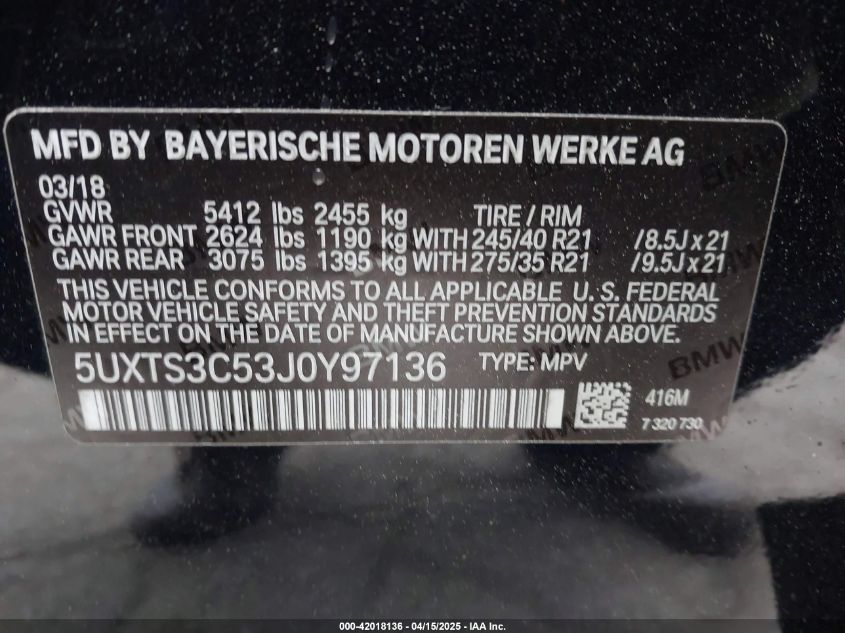 MFD BY BAYERISCHE MOTOREN WERKE AG
03/18
GVWR 5412 lbs 2455 kg TIRE / RIM
GAWR FRONT 2624 lbs 1190 kg WITH 245/40 R21 /8.5J x 21
GAWR REAR 3075 lbs 1395 kg WITH 275/35 R21 /9.5J x 21
THIS VEHICLE CONFORMS TO ALL APPLICABLE U. S. FEDERAL
MOTOR VEHICLE SAFETY AND THEFT PREVENTION STANDARDS
IN EFFECT ON THE DATE OF MANUFACTURE SHOWN ABOVE.
5UXTS3C53J0Y97136 TYPE: MPV
416M
7 320 730
BMW
000-42018136 - 04/15/2025 - IAA Inc.